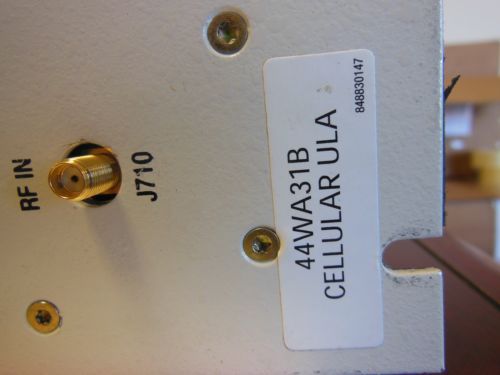 RF IN
J710
44WA31B
CELLULAR ULA
848830147